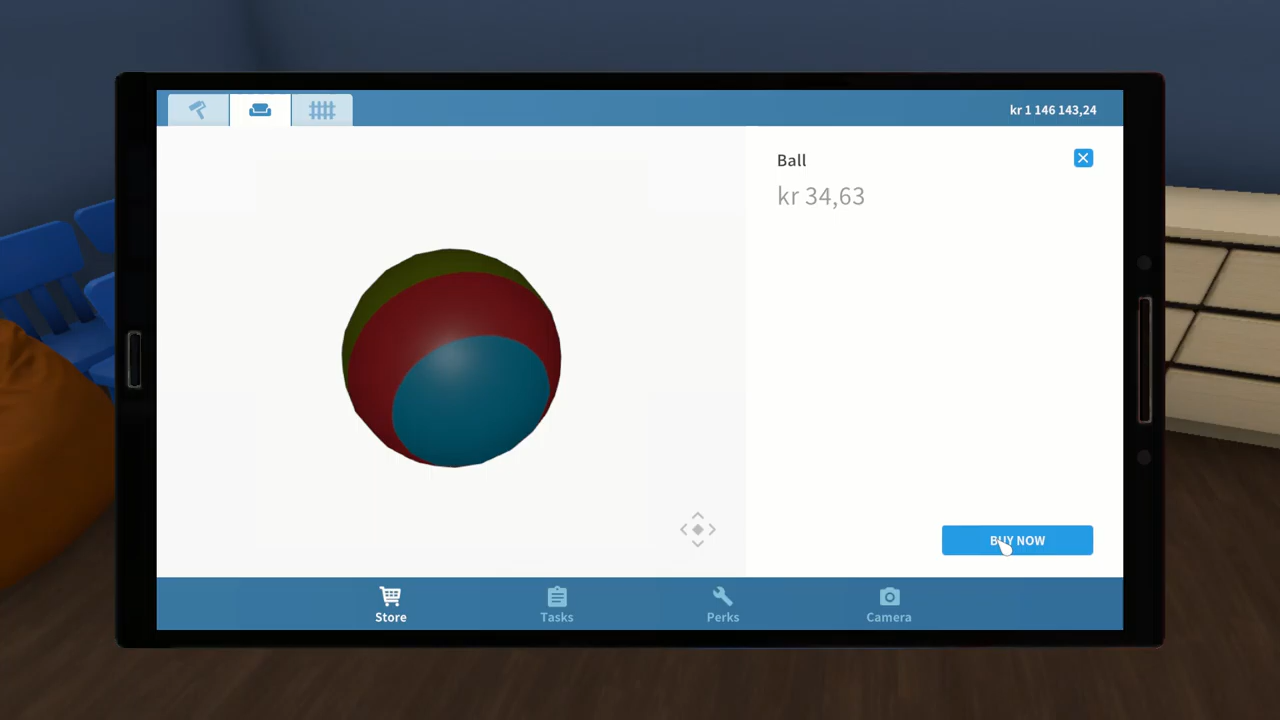 kr 1 146 143,24
Ball
kr 34,63
BUY NOW
Store
Tasks
Perks
Camera